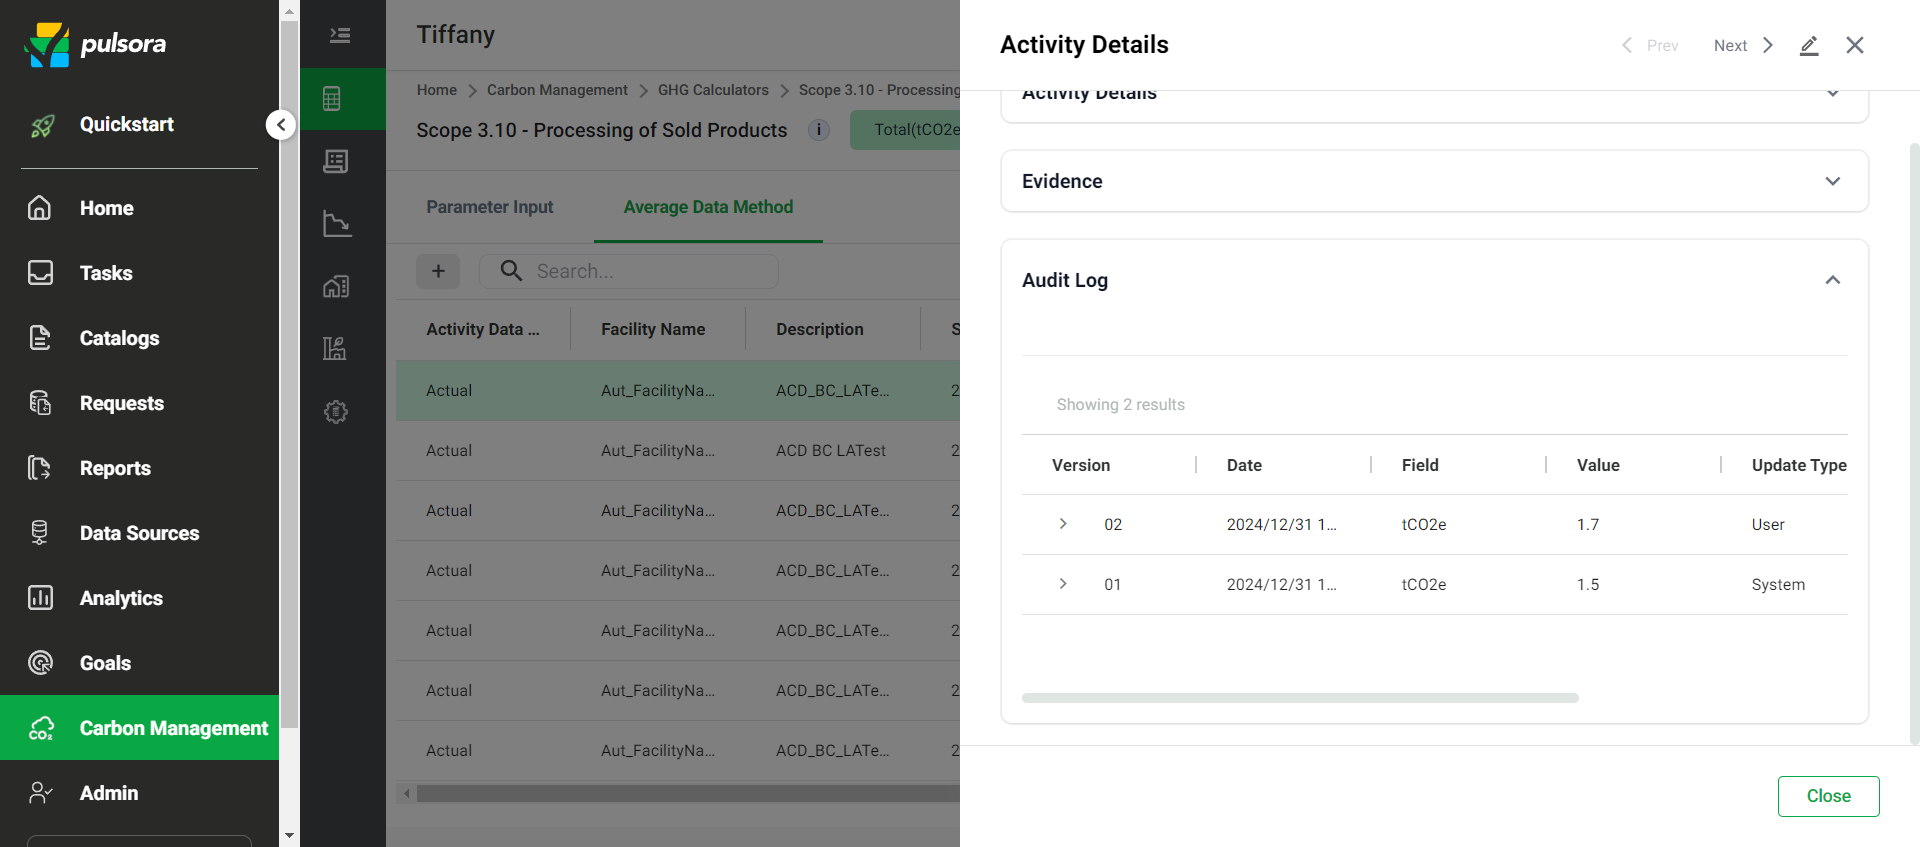 pulsora
Quickstart
Home
Tasks
Catalogs
Requests
Reports
Data Sources
Analytics
Goals
CO₂ Carbon Management
Admin
Tiffany
Home > Carbon Management > GHG Calculators > Scope 3.10 - Processing
Scope 3.10 - Processing of Sold Products i Total(tCO2e
Parameter Input Average Data Method
+ Search...
Activity Data ... Facility Name Description S
Actual Aut_FacilityNa... ACD_BC_LATe... 2
Actual Aut_FacilityNa... ACD BC LATest 2
Actual Aut_FacilityNa... ACD_BC_LATe... 2
Actual Aut_FacilityNa... ACD_BC_LATe... 2
Actual Aut_FacilityNa... ACD_BC_LATe... 2
Actual Aut_FacilityNa... ACD_BC_LATe... 2
Actual Aut_FacilityNa... ACD_BC_LATe... 2
Activity Details
Prev Next
Activity Details
Evidence
Audit Log
Showing 2 results
Version Date Field Value Update Type
02 2024/12/31 1... tCO2e 1.7 User
01 2024/12/31 1... tCO2e 1.5 System
Close